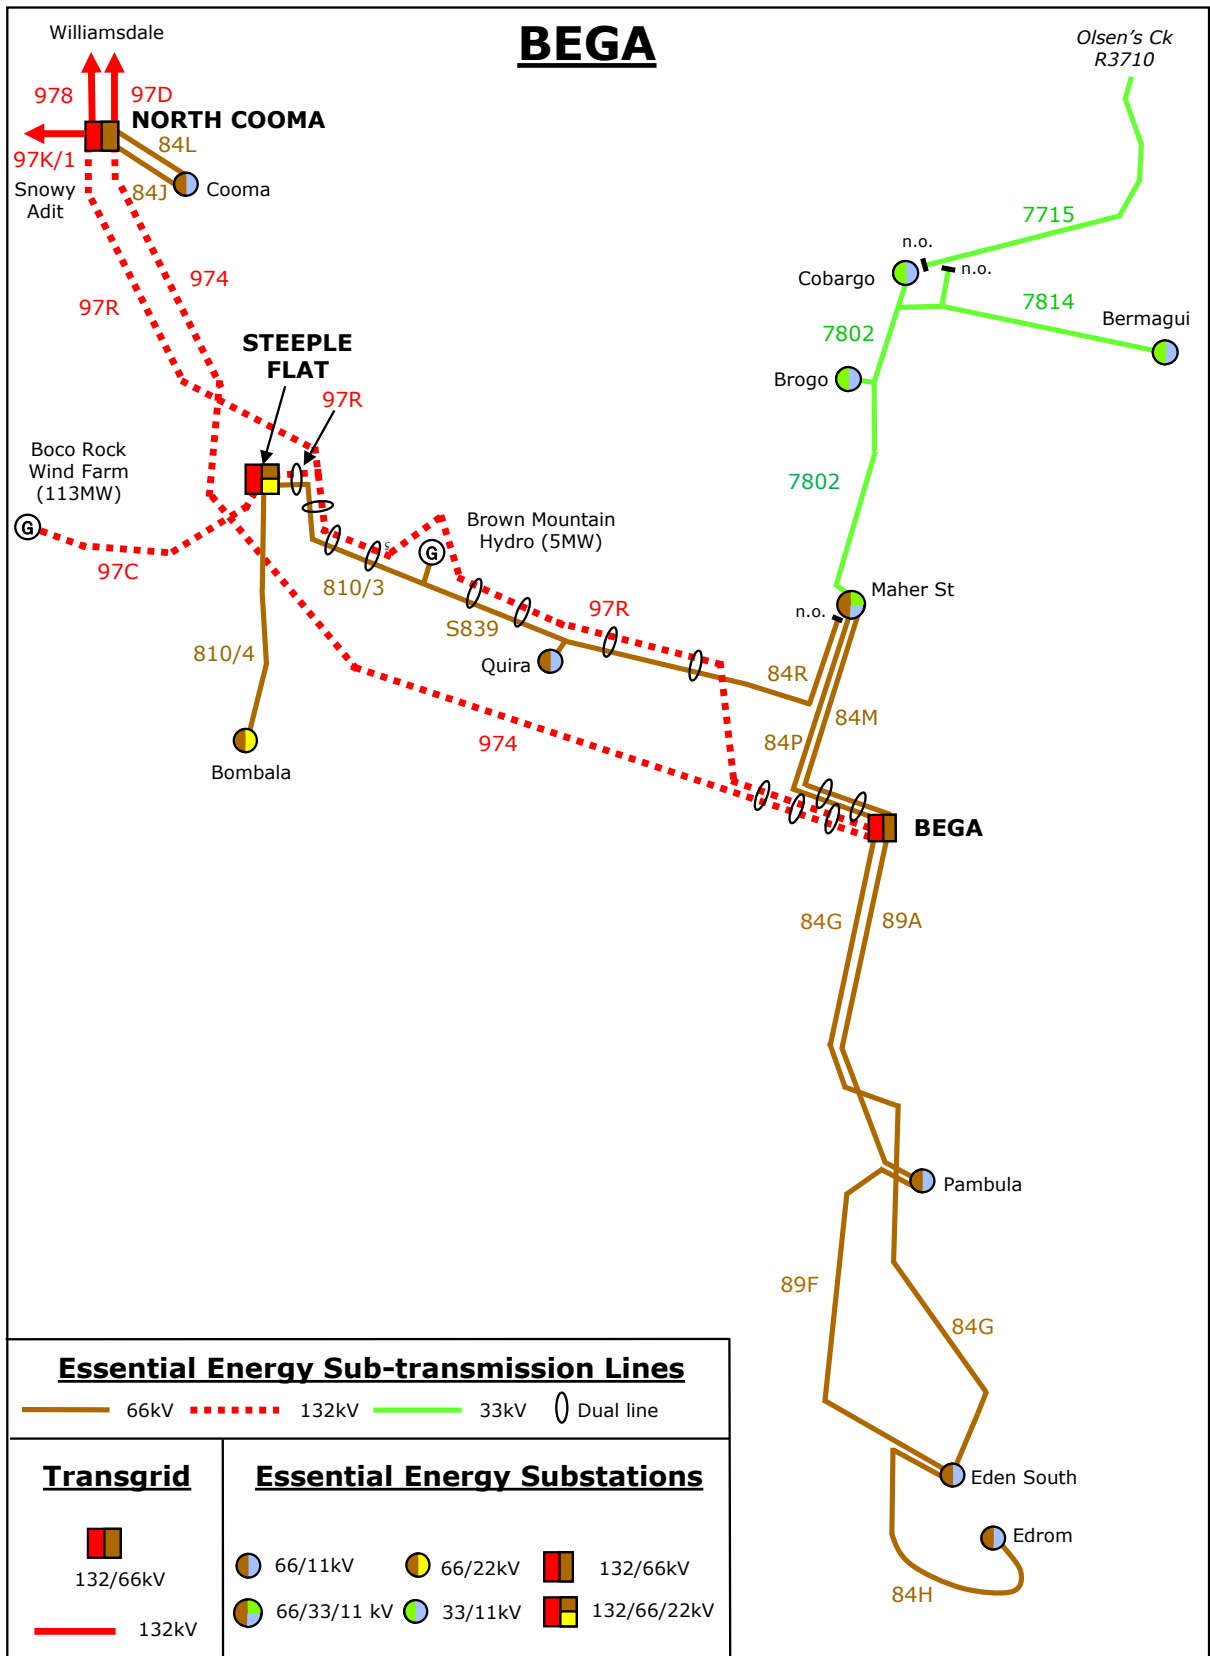 BEGA
Williamsdale
Olsen's Ck
R3710
978
97D
NORTH COOMA
84L
97K/1
84J
Cooma
Snowy
Adit
7715
n.o.
n.o.
Cobargo
974
97R
7814
Bermagui
7802
STEEPLE
FLAT
Brogo
97R
Boco Rock
Wind Farm
(113MW)
7802
G
Brown Mountain
Hydro (5MW)
G
97C
810/3
Maher St
n.o.
97R
S839
810/4
Quira
84R
84M
84P
974
Bombala
BEGA
84G
89A
Pambula
89F
84G
Eden South
Edrom
84H
Essential Energy Sub-transmission Lines
66kV
132kV
33kV
Dual line
Transgrid
132/66kV
132kV
Essential Energy Substations
66/11kV
66/22kV
132/66kV
66/33/11 kV
33/11kV
132/66/22kV